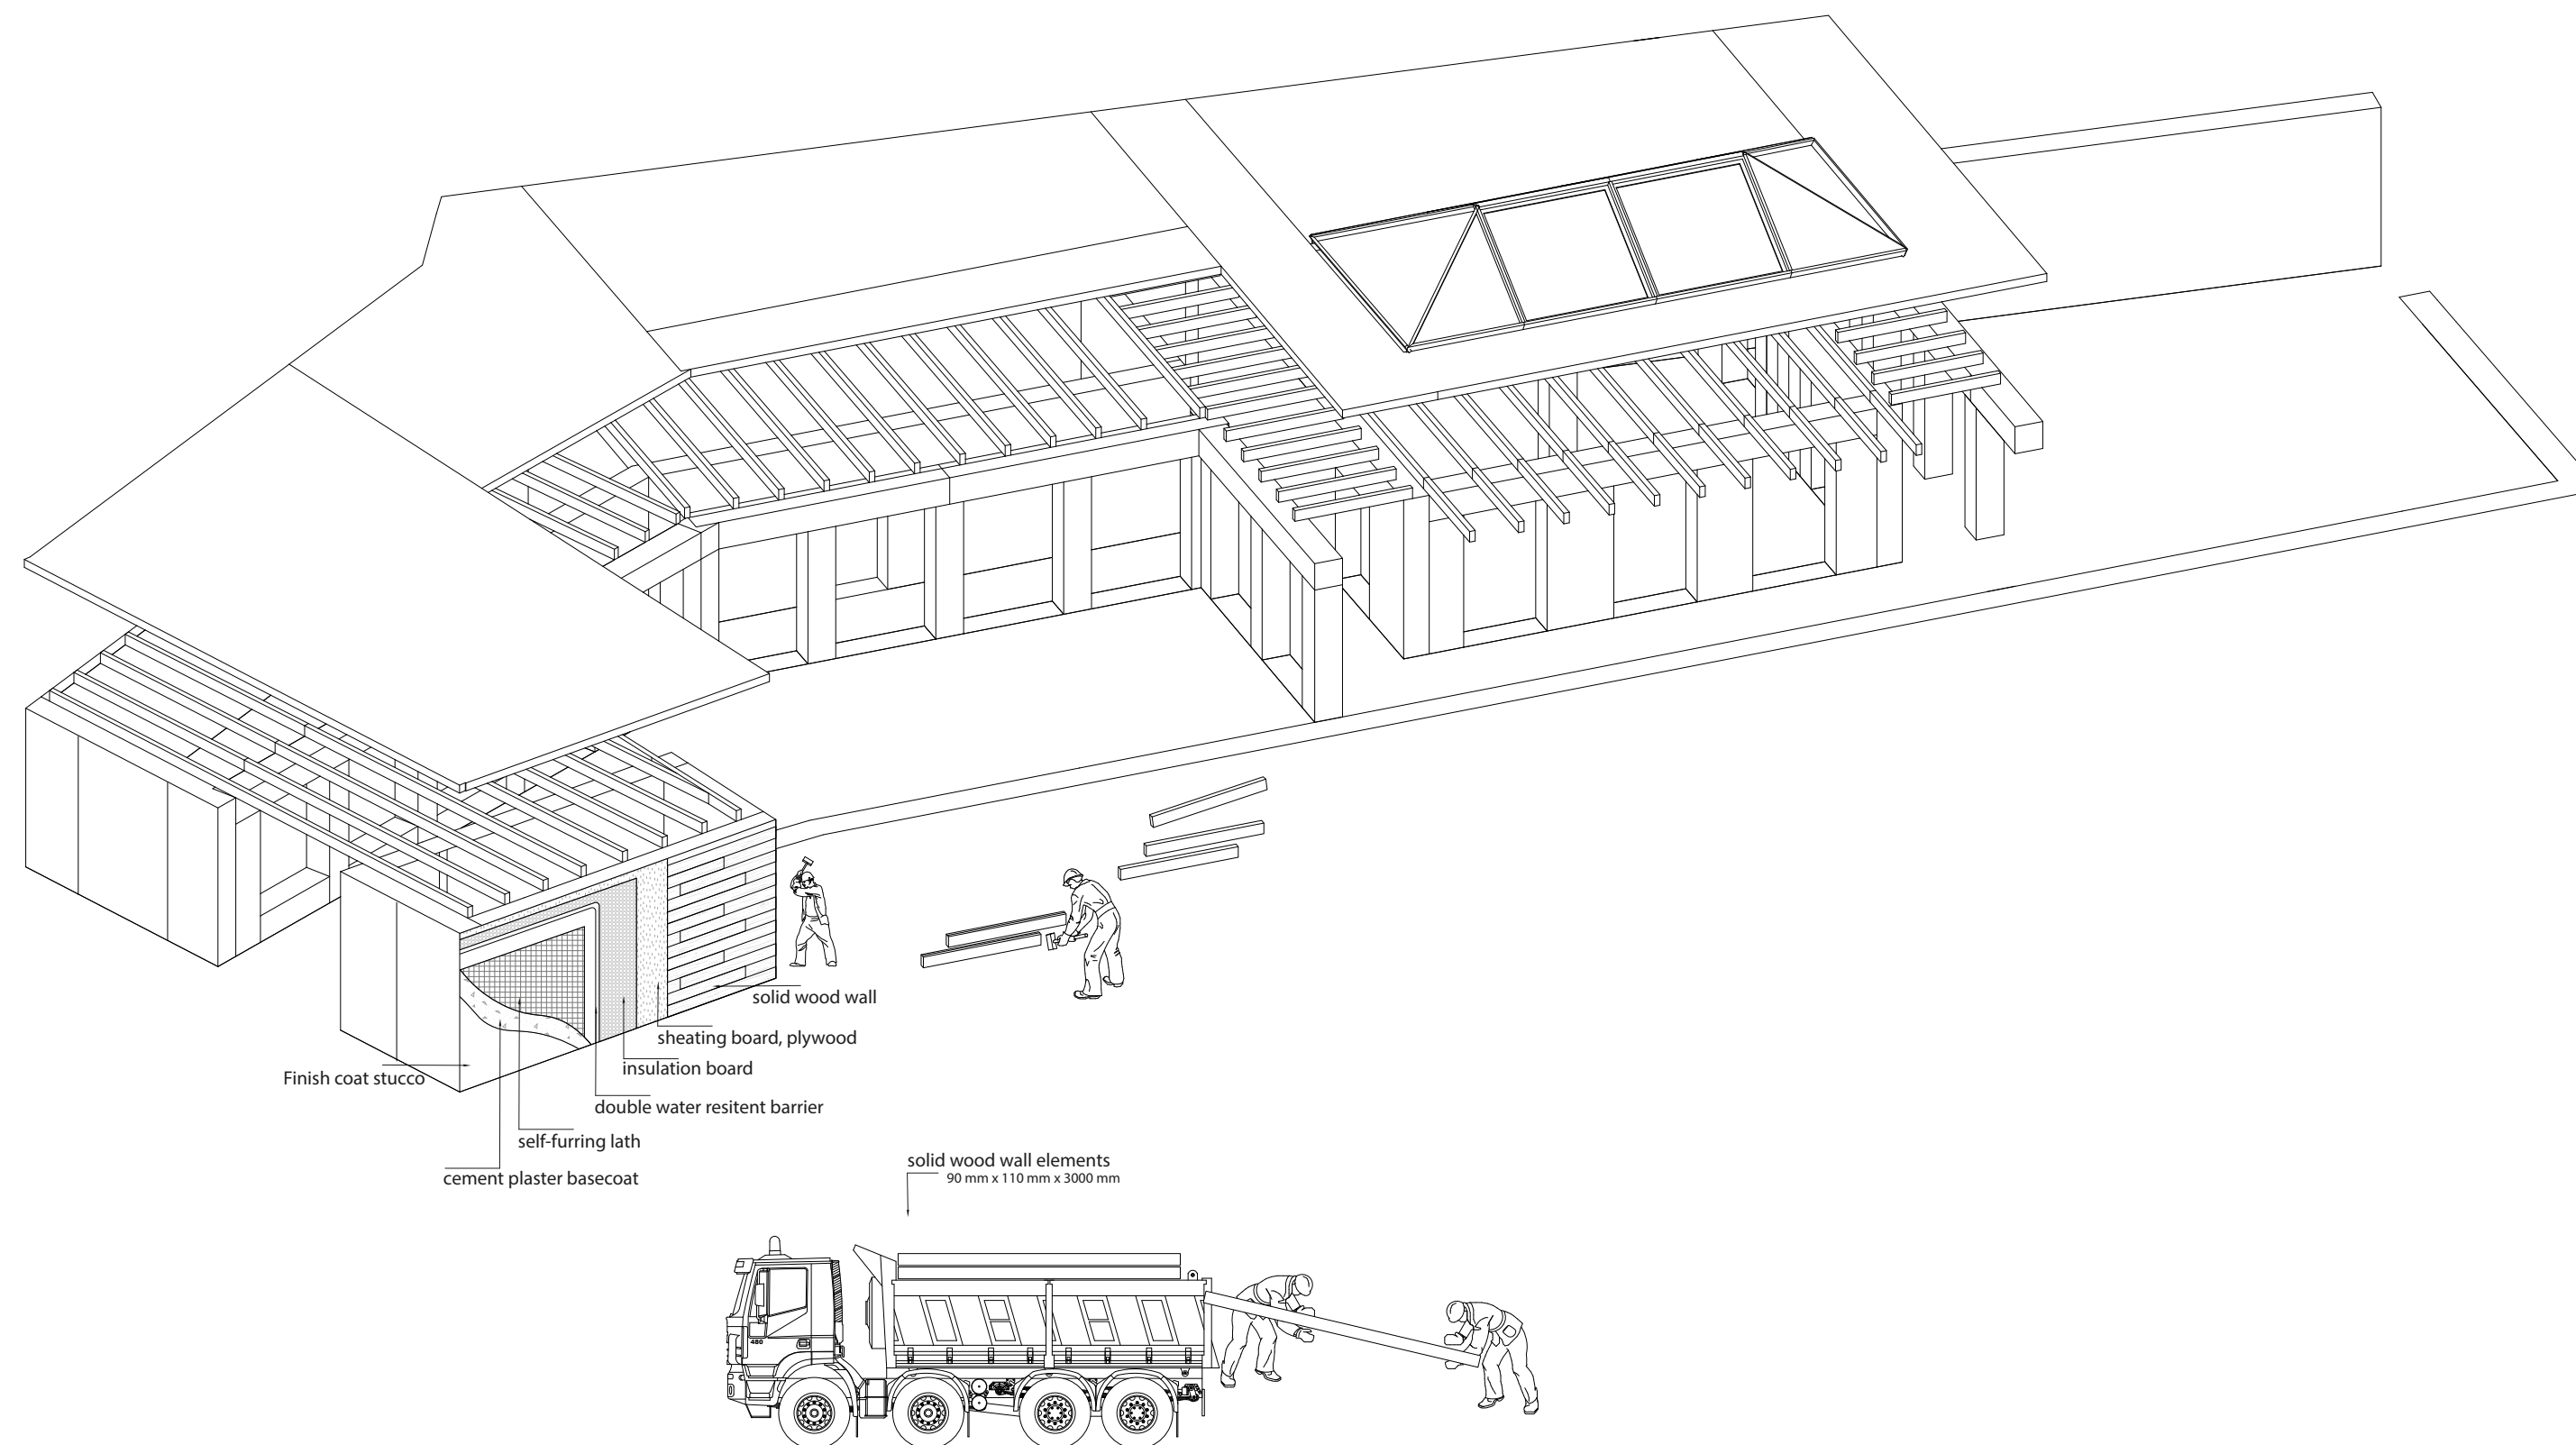 solid wood wall
sheating board, plywood
insulation board
Finish coat stucco
double water resitent barrier
self-furring lath
cement plaster basecoat
solid wood wall elements
90 mm x 110 mm x 3000 mm
480